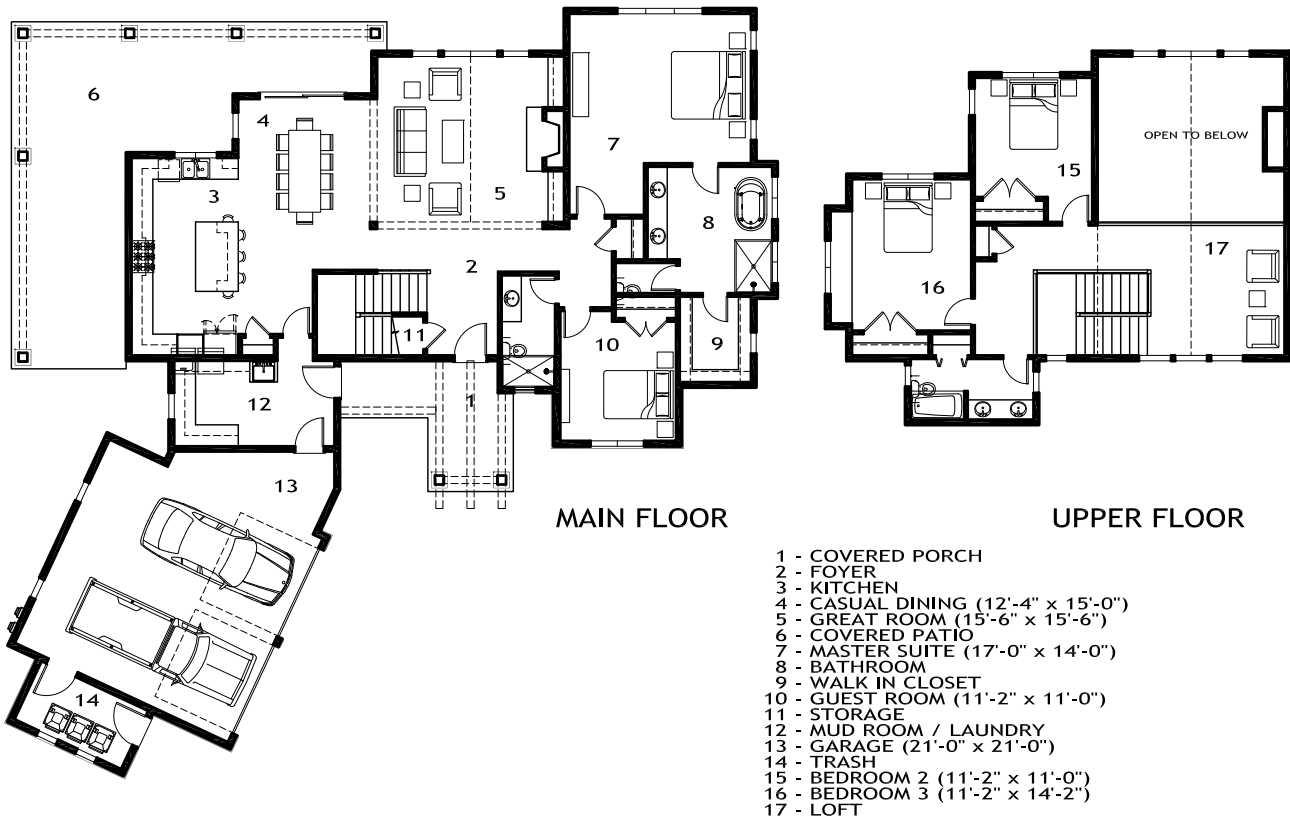 6
4
3
5
7
8
2
11
10
9
1
12
13
14
15
OPEN TO BELOW
17
16
MAIN FLOOR
UPPER FLOOR
1 - COVERED PORCH
2 - FOYER
3 - KITCHEN
4 - CASUAL DINING (12'-4" x 15'-0")
5 - GREAT ROOM (15'-6" x 15'-6")
6 - COVERED PATIO
7 - MASTER SUITE (17'-0" x 14'-0")
8 - BATHROOM
9 - WALK IN CLOSET
10 - GUEST ROOM (11'-2" x 11'-0")
11 - STORAGE
12 - MUD ROOM / LAUNDRY
13 - GARAGE (21'-0" x 21'-0")
14 - TRASH
15 - BEDROOM 2 (11'-2" x 11'-0")
16 - BEDROOM 3 (11'-2" x 14'-2")
17 - LOFT